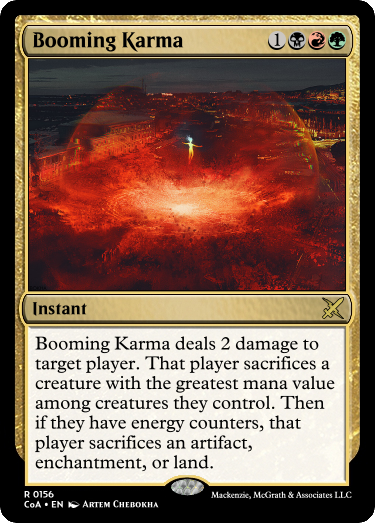 Booming Karma 1
Instant
Booming Karma deals 2 damage to
target player. That player sacrifices a
creature with the greatest mana value
among creatures they control. Then
if they have energy counters, that
player sacrifices an artifact,
enchantment, or land.
R 0156
CoA • EN Artem Chebokha
Mackenzie, McGrath & Associates LLC